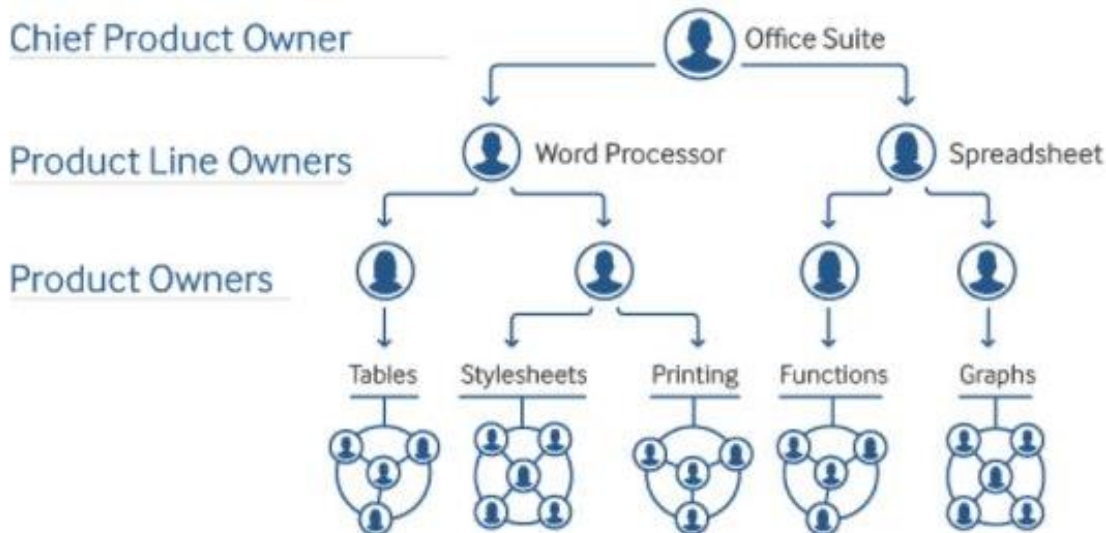 Chief Product Owner
Office Suite
Product Line Owners
Word Processor
Spreadsheet
Product Owners
Tables
Stylesheets
Printing
Functions
Graphs